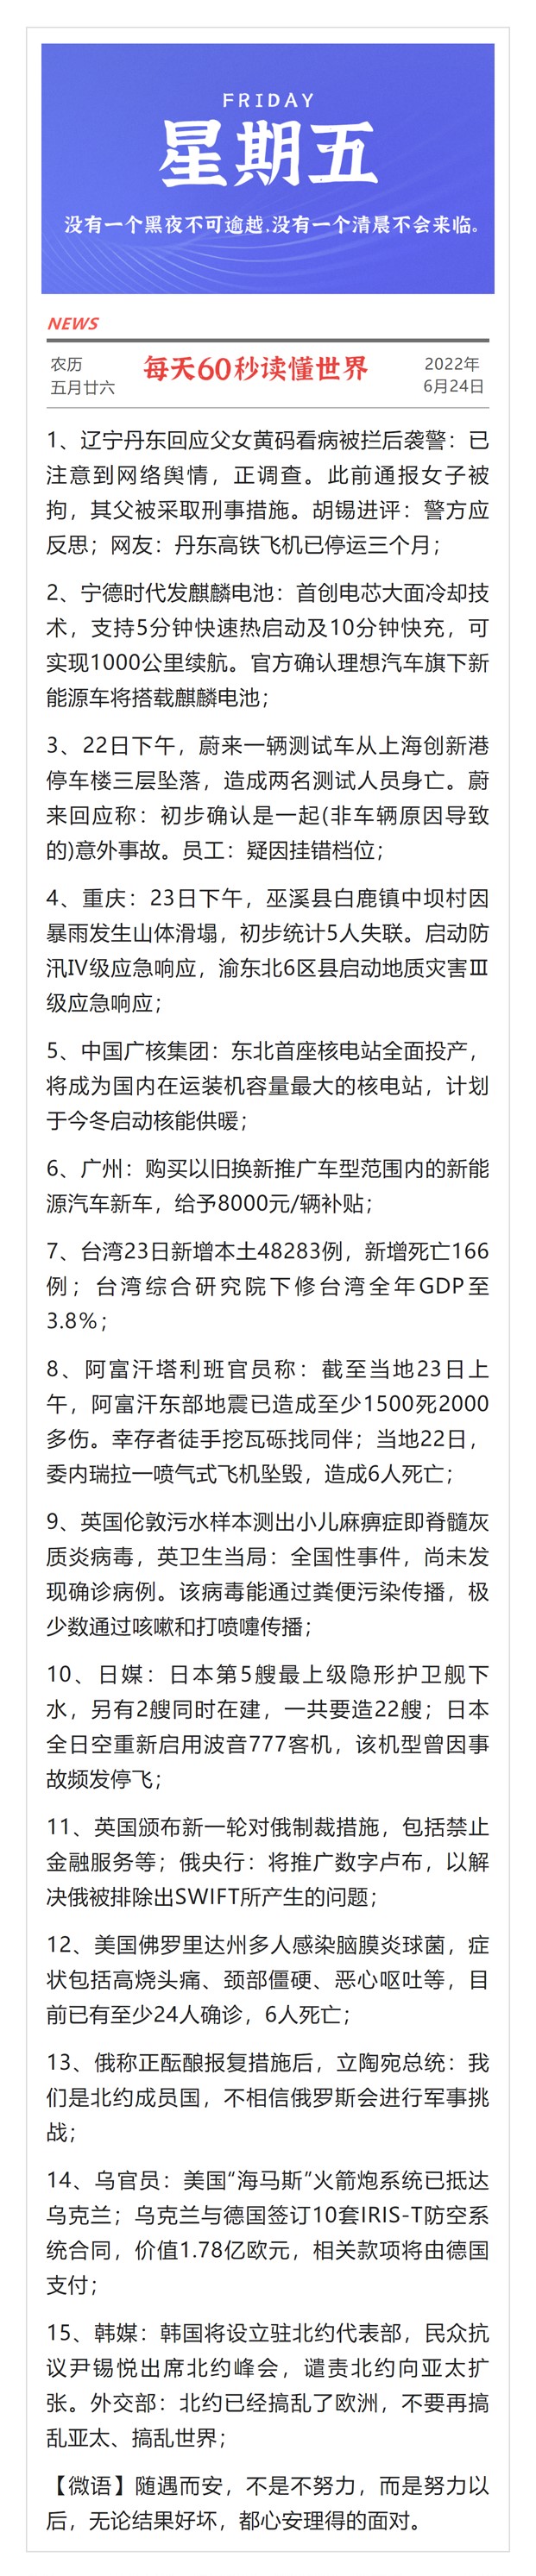 FRIDAY
星期五
没有一个黑夜不可逾越.没有一个清晨不会来临。
NEWS
农历
五月廿六
每天60秒读懂世界
2022年
6月24日
1、辽宁丹东回应父女黄码看病被拦后袭警：已
注意到网络舆情，正调查。此前通报女子被
拘，其父被采取刑事措施。胡锡进评：警方应
反思；网友：丹东高铁飞机已停运三个月；
2、宁德时代发麒麟电池：首创电芯大面冷却技
术，支持5分钟快速热启动及10分钟快充，可
实现1000公里续航。官方确认理想汽车旗下新
能源车将搭载麒麟电池；
3、22日下午，蔚来一辆测试车从上海创新港
停车楼三层坠落，造成两名测试人员身亡。蔚
来回应称：初步确认是一起(非车辆原因导致
的)意外事故。员工：疑因挂错档位；
4、重庆：23日下午，巫溪县白鹿镇中坝村因
暴雨发生山体滑塌，初步统计5人失联。启动防
汛Ⅳ级应急响应，渝东北6区县启动地质灾害Ⅲ
级应急响应；
5、中国广核集团：东北首座核电站全面投产，
将成为国内在运装机容量最大的核电站，计划
于今冬启动核能供暖；
6、广州：购买以旧换新推广车型范围内的新能
源汽车新车，给予8000元/辆补贴；
7、台湾23日新增本土48283例，新增死亡166
例；台湾综合研究院下修台湾全年GDP至
3.8%；
8、阿富汗塔利班官员称：截至当地23日上
午，阿富汗东部地震已造成至少1500死2000
多伤。幸存者徒手挖瓦砾找同伴；当地22日，
委内瑞拉一喷气式飞机坠毁，造成6人死亡；
9、英国伦敦污水样本测出小儿麻痹症即脊髓灰
质炎病毒，英卫生当局：全国性事件，尚未发
现确诊病例。该病毒能通过粪便污染传播，极
少数通过咳嗽和打喷嚏传播；
10、日媒：日本第5艘最上级隐形护卫舰下
水，另有2艘同时在建，一共要造22艘；日本
全日空重新启用波音777客机，该机型曾因事
故频发停飞；
11、英国颁布新一轮对俄制裁措施，包括禁止
金融服务等；俄央行：将推广数字卢布，以解
决俄被排除出SWIFT所产生的问题；
12、美国佛罗里达州多人感染脑膜炎球菌，症
状包括高烧头痛、颈部僵硬、恶心呕吐等，目
前已有至少24人确诊，6人死亡；
13、俄称正酝酿报复措施后，立陶宛总统：我
们是北约成员国，不相信俄罗斯会进行军事挑
战；
14、乌官员：美国“海马斯”火箭炮系统已抵达
乌克兰；乌克兰与德国签订10套IRIS-T防空系
统合同，价值1.78亿欧元，相关款项将由德国
支付；
15、韩媒：韩国将设立驻北约代表部，民众抗
议尹锡悦出席北约峰会，谴责北约向亚太扩
张。外交部：北约已经搞乱了欧洲，不要再搞
乱亚太、搞乱世界；
【微语】随遇而安，不是不努力，而是努力以
后，无论结果好坏，都心安理得的面对。